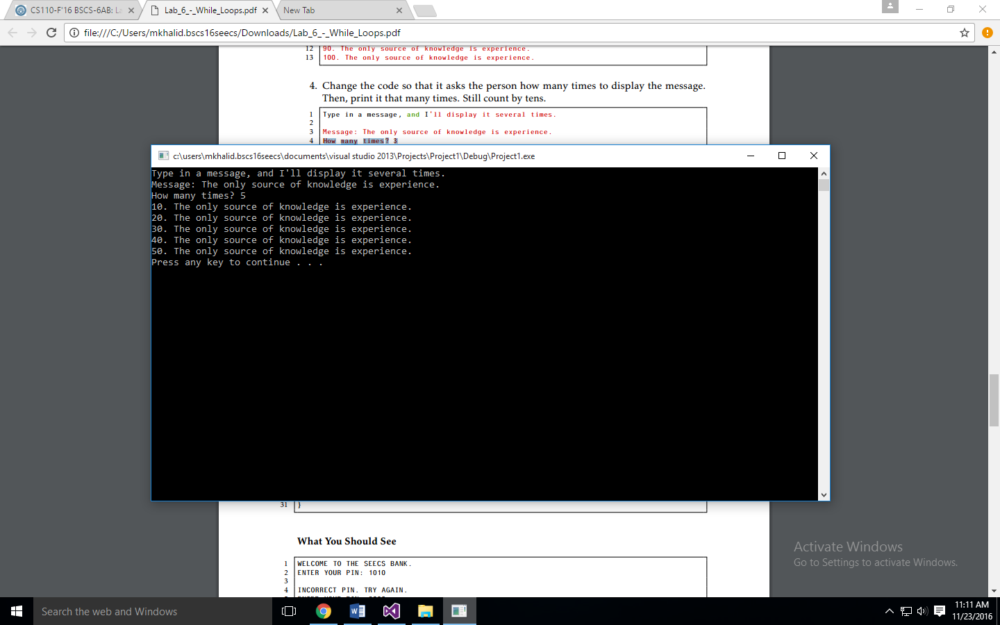 CS110-F'16 BSCS-6AB: La
Lab_6_-_While_Loops.pdf
New Tab
file:///C:/Users/mkhalid.bscs16seecs/Downloads/Lab_6_-_While_Loops.pdf
12 90. The only source of knowledge is experience.
13 100. The only source of knowledge is experience.
4. Change the code so that it asks the person how many times to display the message.
Then, print it that many times. Still count by tens.
1 Type in a message, and I'll display it several times.
2
3 Message: The only source of knowledge is experience.
4 How many times? 3
c:\users\mkhalid.bscs16seecs\documents\visual studio 2013\Projects\Project1\Debug\Project1.exe
Type in a message, and I'll display it several times.
Message: The only source of knowledge is experience.
How many times? 5
10. The only source of knowledge is experience.
20. The only source of knowledge is experience.
30. The only source of knowledge is experience.
40. The only source of knowledge is experience.
50. The only source of knowledge is experience.
Press any key to continue . . .
31 }
What You Should See
1 WELCOME TO THE SEECS BANK.
2 ENTER YOUR PIN: 1010
3
4 INCORRECT PIN. TRY AGAIN.
Activate Windows
Go to Settings to activate Windows.
Search the web and Windows
11:11 AM
11/23/2016